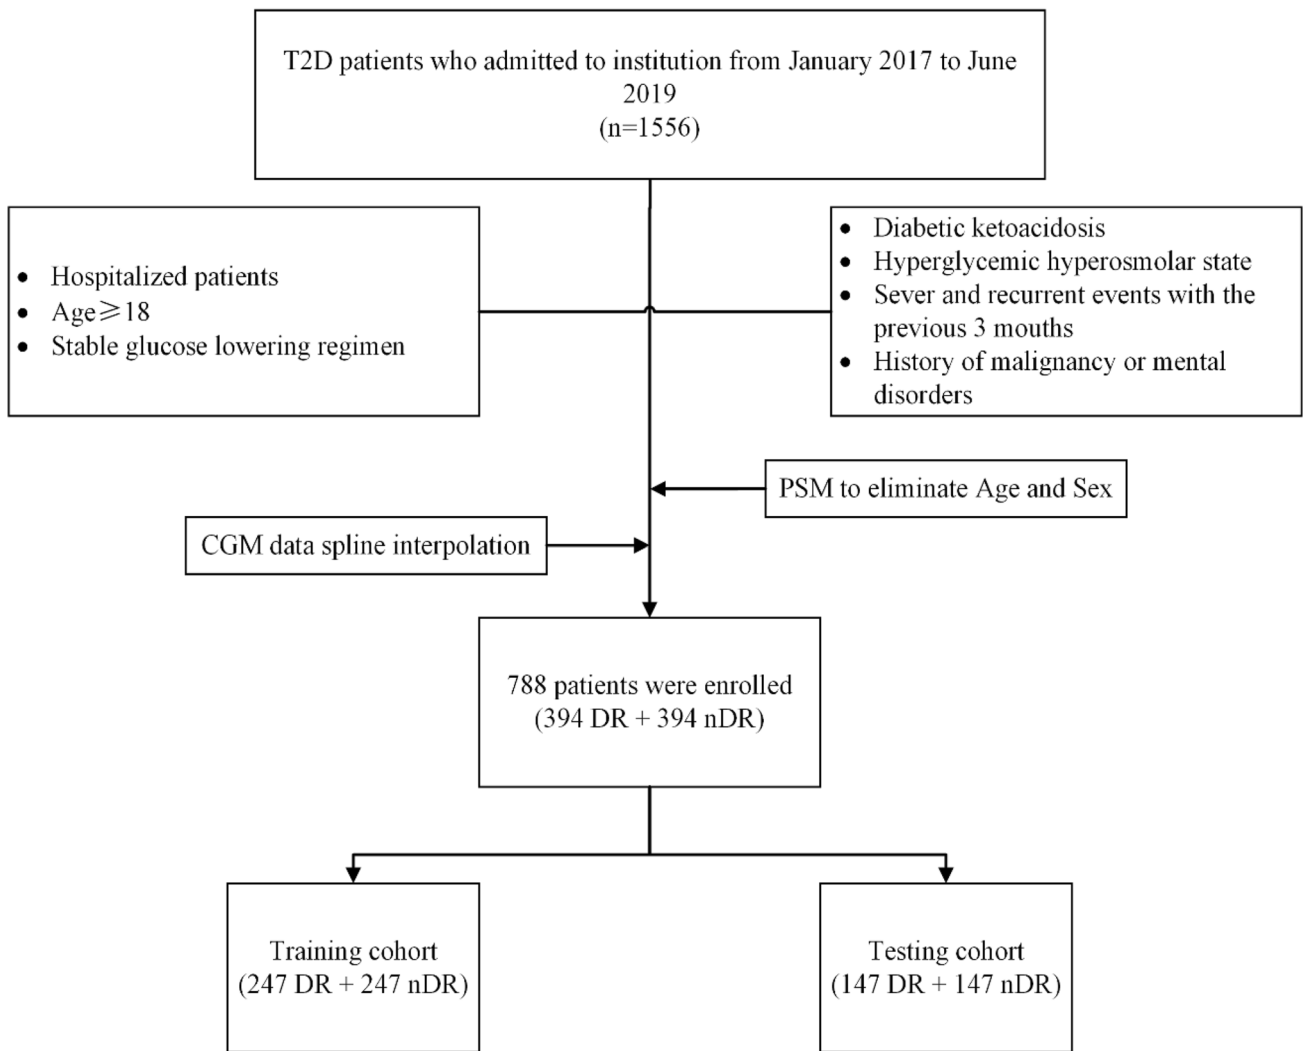 T2D patients who admitted to institution from January 2017 to June
2019
(n=1556)
• Hospitalized patients
• Age⩾18
• Stable glucose lowering regimen
• Diabetic ketoacidosis
• Hyperglycemic hyperosmolar state
• Sever and recurrent events with the
previous 3 mouths
• History of malignancy or mental
disorders
PSM to eliminate Age and Sex
CGM data spline interpolation
788 patients were enrolled
(394 DR + 394 nDR)
Training cohort
(247 DR + 247 nDR)
Testing cohort
(147 DR + 147 nDR)